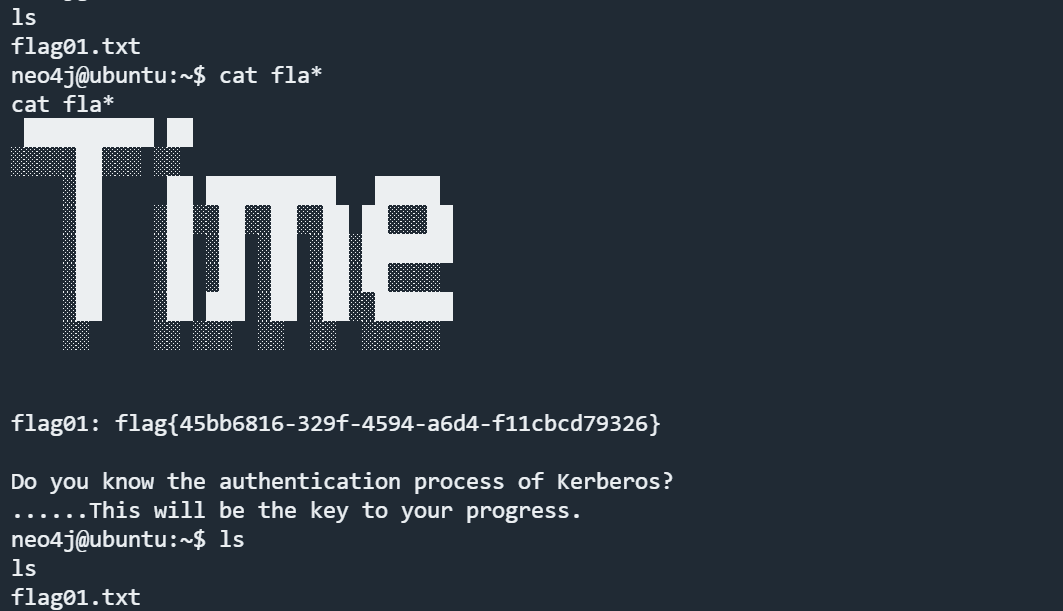 ls
flag01.txt
neo4j@ubuntu:~$ cat fla*
cat fla*
Time
flag01: flag{45bb6816-329f-4594-a6d4-f11cbcd79326}
Do you know the authentication process of Kerberos?
......This will be the key to your progress.
neo4j@ubuntu:~$ ls
ls
flag01.txt